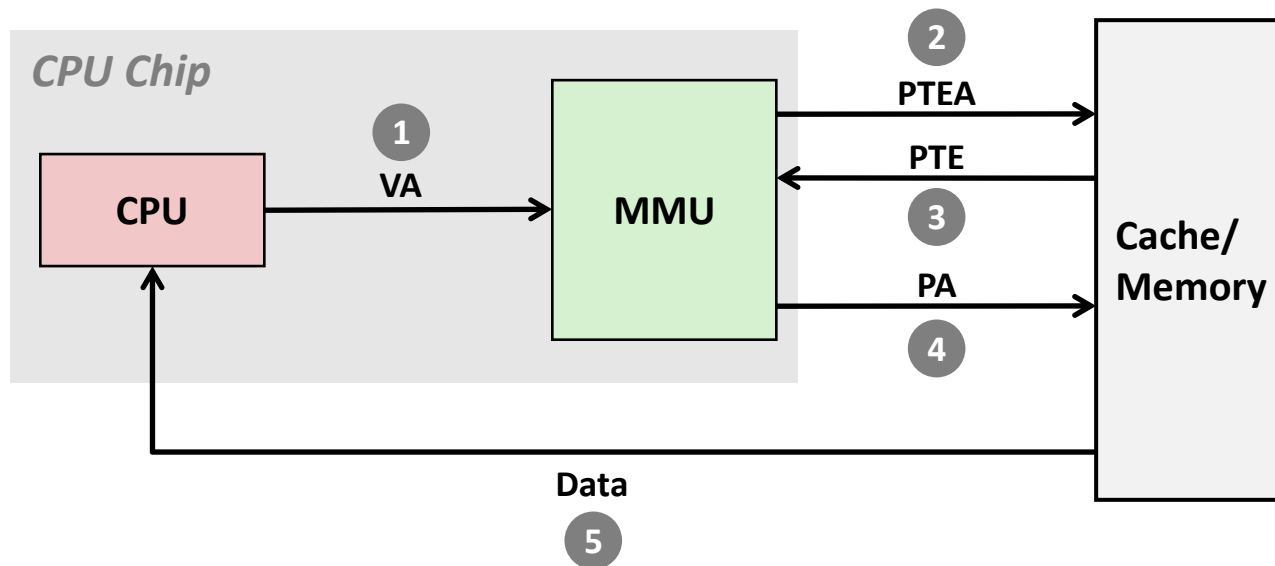 2
CPU Chip
PTEA
1
PTE
VA
CPU
MMU
3
Cache/
Memory
PA
4
Data
5